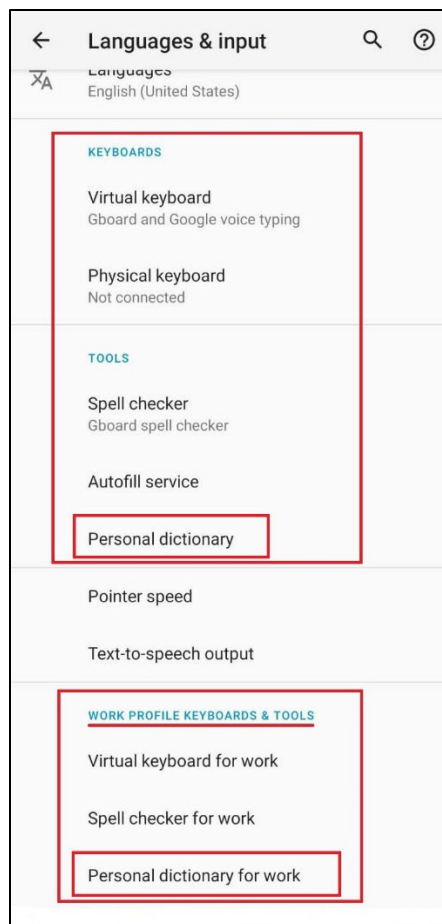 Languages & input
Languages
English (United States)
KEYBOARDS
Virtual keyboard
Gboard and Google voice typing
Physical keyboard
Not connected
TOOLS
Spell checker
Gboard spell checker
Autofill service
Personal dictionary
Pointer speed
Text-to-speech output
WORK PROFILE KEYBOARDS & TOOLS
Virtual keyboard for work
Spell checker for work
Personal dictionary for work